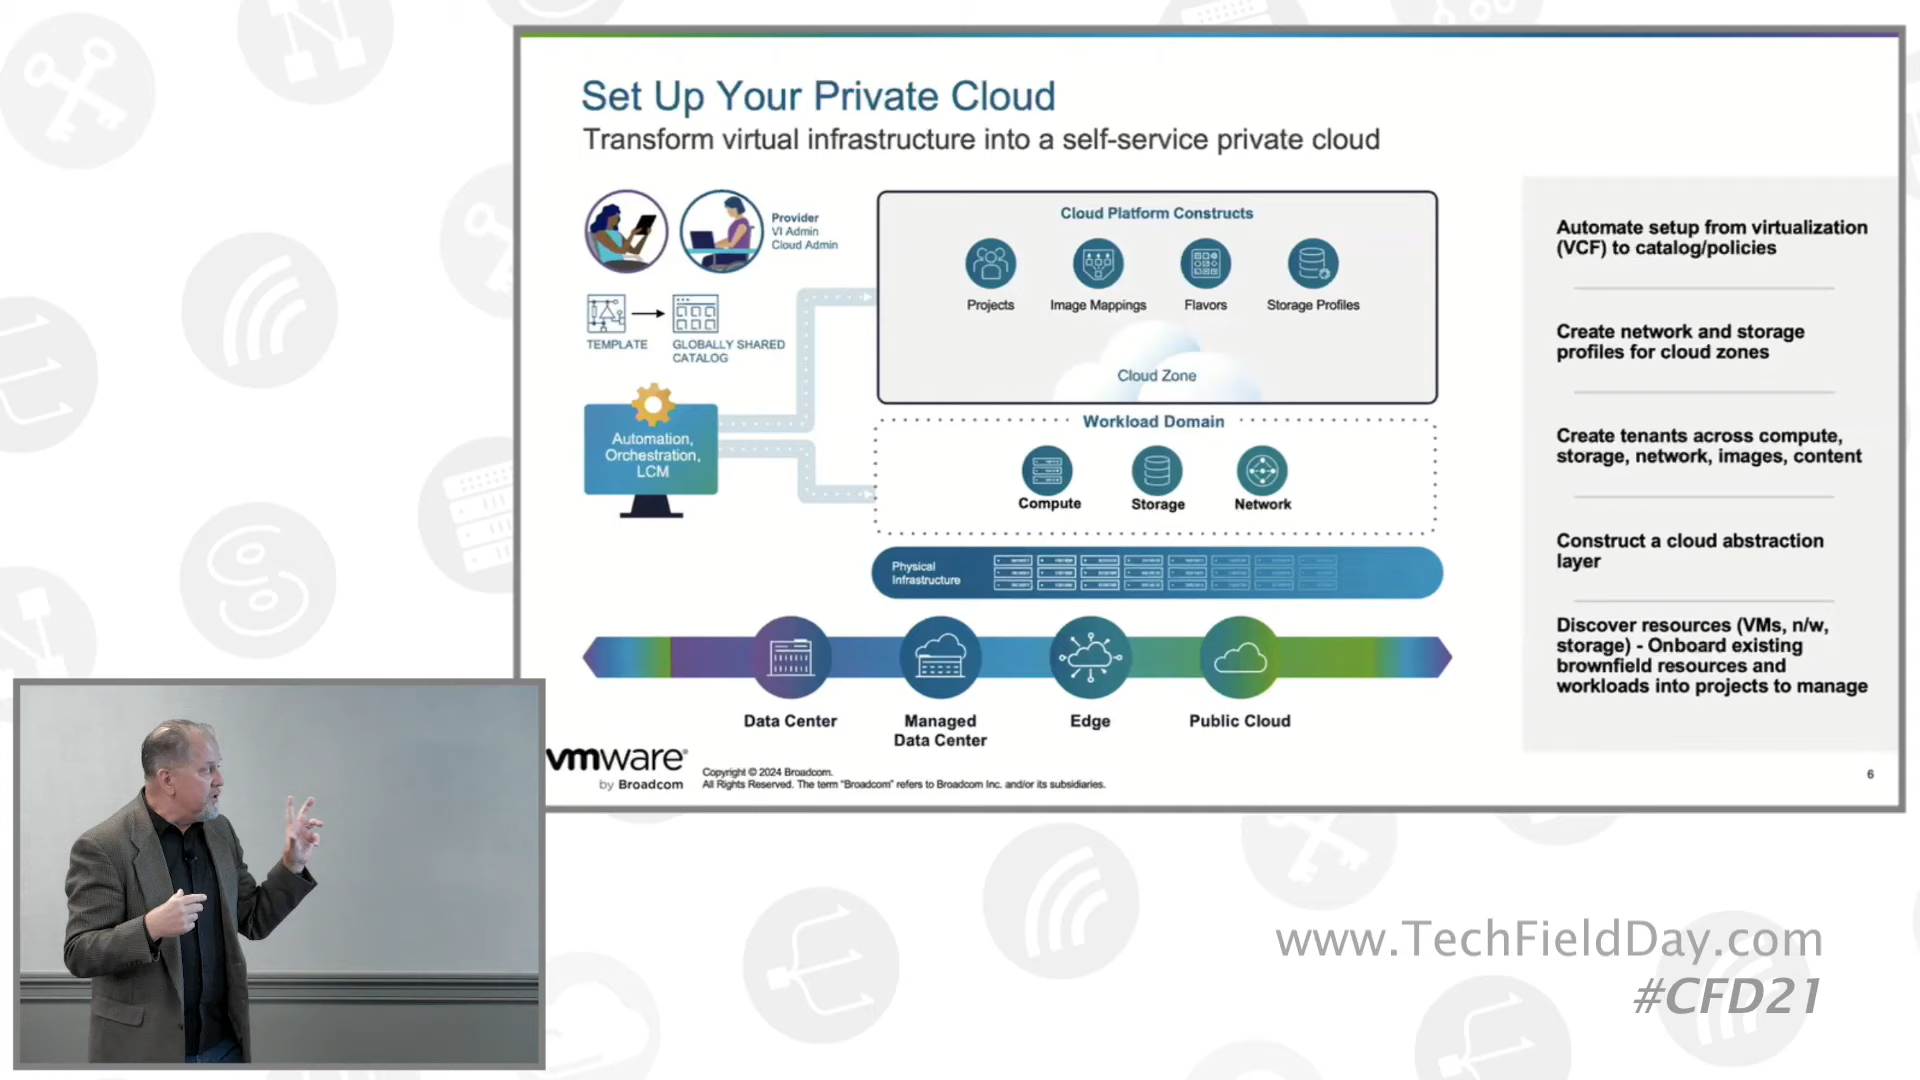 Set Up Your Private Cloud
Transform virtual infrastructure into a self-service private cloud
Provider
VI Admin
Cloud Admin
TEMPLATE
GLOBALLY SHARED
CATALOG
Automation,
Orchestration,
LCM
Cloud Platform Constructs
Projects
Image Mappings
Flavors
Storage Profiles
Cloud Zone
Workload Domain
Compute
Storage
Network
Physical
Infrastructure
Data Center
Managed
Data Center
Edge
Public Cloud
Automate setup from virtualization
(VCF) to catalog/policies
Create network and storage
profiles for cloud zones
Create tenants across compute,
storage, network, images, content
Construct a cloud abstraction
layer
Discover resources (VMs, n/w,
storage) - Onboard existing
brownfield resources and
workloads into projects to manage
vmware®
by Broadcom
Copyright © 2024 Broadcom.
All Rights Reserved. The term "Broadcom" refers to Broadcom Inc. and/or its subsidiaries.
6
www.TechFieldDay.com
#CFD21